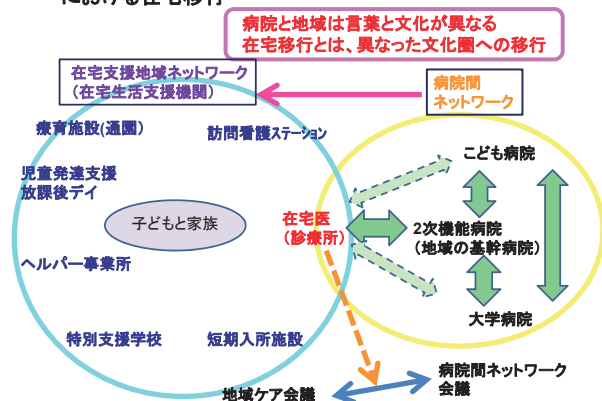 における在宅移行
病院と地域は言葉と文化が異なる
在宅移行とは、異なった文化圏への移行
在宅支援地域ネットワーク
（在宅生活支援機関）
病院間
ネットワーク
療育施設(通園）
訪問看護ステーション
こども病院
児童発達支援
放課後デイ
子どもと家族
在宅医
（診療所）
2次機能病院
（地域の基幹病院）
ヘルパー事業所
大学病院
特別支援学校
短期入所施設
病院間ネットワーク
会議
地域ケア会議